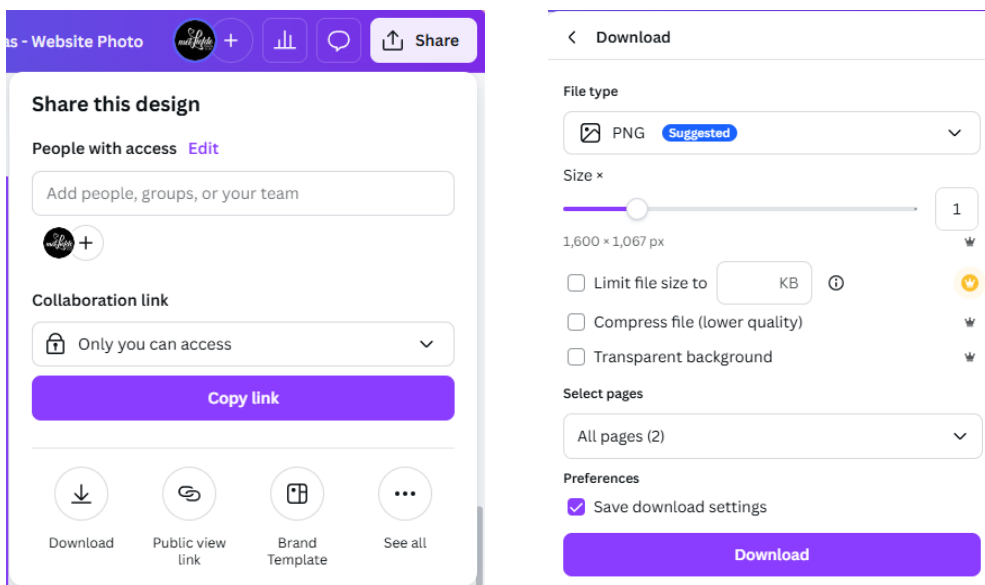 as - Website Photo
Share
Share this design
People with access Edit
Add people, groups, or your team
Collaboration link
Only you can access
Copy link
Download
Public view
link
Brand
Template
See all
Download
File type
PNG Suggested
Size ×
1
1,600 × 1,067 px
Limit file size to KB
Compress file (lower quality)
Transparent background
Select pages
All pages (2)
Preferences
Save download settings
Download